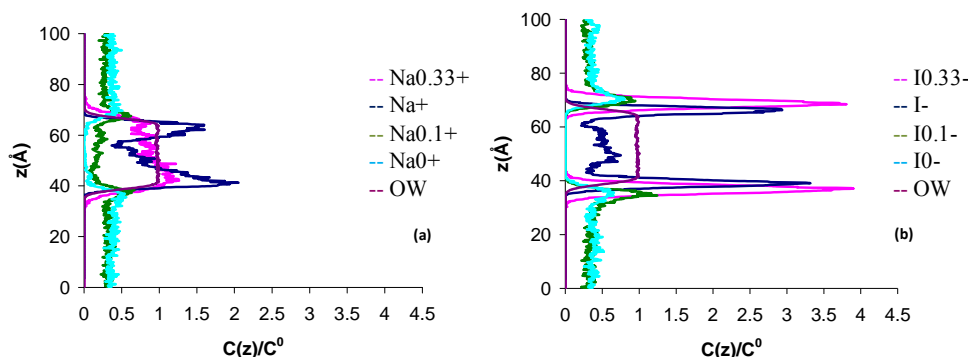 100
80
60
40
20
0
z(Å)
0 0.5 1 1.5 2 2.5 3 3.5 4 4.5
C(z)/C⁰
Na0.33+
Na+
Na0.1+
Na0+
OW
(a)
100
80
60
40
20
0
z(Å)
0 0.5 1 1.5 2 2.5 3 3.5 4 4.5
C(z)/C⁰
I0.33-
I-
I0.1-
I0-
OW
(b)